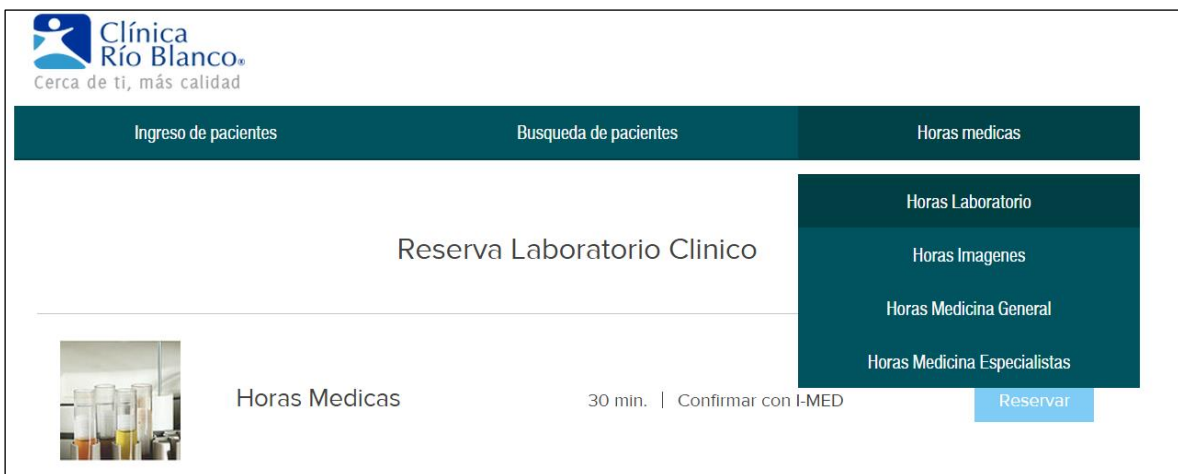 Clínica
Río Blanco®
Cerca de ti, más calidad
Ingreso de pacientes
Busqueda de pacientes
Horas medicas
Horas Laboratorio
Reserva Laboratorio Clinico
Horas Imagenes
Horas Medicina General
Horas Medicina Especialistas
Horas Medicas
30 min. | Confirmar con I-MED
Reservar